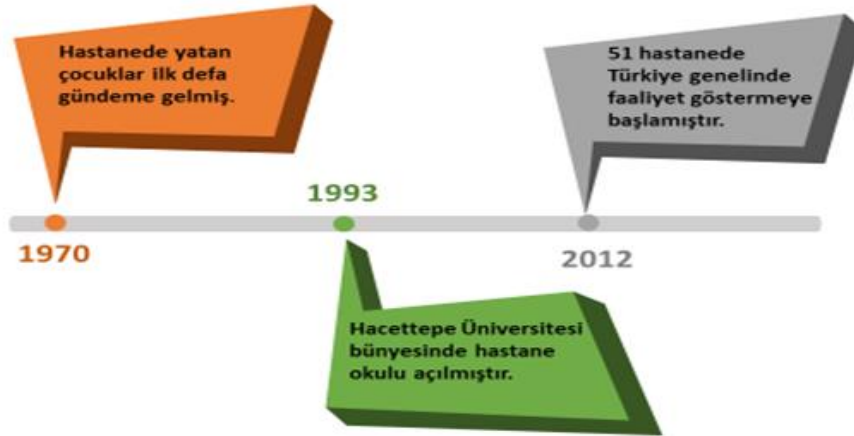 Hastanede yatan
çocuklar ilk defa
gündeme gelmiş.
51 hastanede
Türkiye genelinde
faaliyet göstermeye
başlamıştır.
1993
1970
2012
Hacettepe Üniversitesi
bünyesinde hastane
okulu açılmıştır.